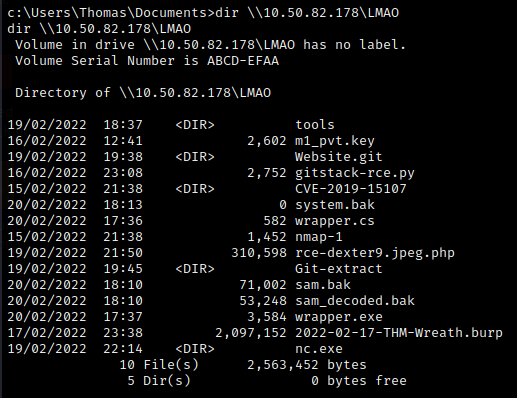 c:\Users\Thomas\Documents>dir \\10.50.82.178\LMAO
dir \\10.50.82.178\LMAO
 Volume in drive \\10.50.82.178\LMAO has no label.
 Volume Serial Number is ABCD-EFAA

 Directory of \\10.50.82.178\LMAO

19/02/2022  18:37    <DIR>          tools
16/02/2022  12:41             2,602 m1_pvt.key
19/02/2022  19:38    <DIR>          Website.git
16/02/2022  23:08             2,752 gitstack-rce.py
15/02/2022  21:38    <DIR>          CVE-2019-15107
20/02/2022  18:13                 0 system.bak
20/02/2022  17:36               582 wrapper.cs
15/02/2022  21:38             1,452 nmap-1
19/02/2022  21:50           310,598 rce-dexter9.jpeg.php
19/02/2022  19:45    <DIR>          Git-extract
20/02/2022  18:10            71,002 sam.bak
20/02/2022  18:10            53,248 sam_decoded.bak
20/02/2022  17:37             3,584 wrapper.exe
17/02/2022  23:38         2,097,152 2022-02-17-THM-Wreath.burp
19/02/2022  22:14    <DIR>          nc.exe
              10 File(s)      2,563,452 bytes
               5 Dir(s)               0 bytes free